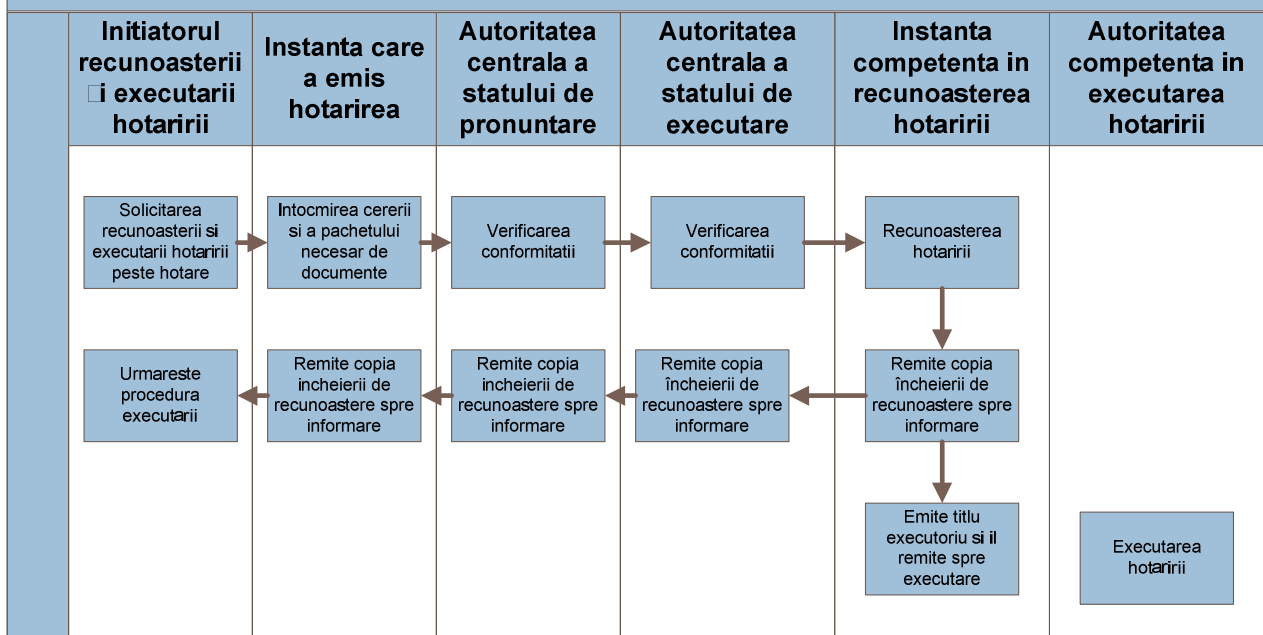 Initiatorul
recunoasterii
□i executarii
hotaririi
Instanta care
a emis
hotarirea
Autoritatea
centrala a
statului de
pronuntare
Autoritatea
centrala a
statului de
executare
Instanta
competenta in
recunoasterea
hotaririi
Autoritatea
competenta in
executarea
hotaririi
Solicitarea
recunoasterii si
executarii hotaririi
peste hotare
Intocmirea cererii
si a pachetului
necesar de
documente
Verificarea
conformitatii
Verificarea
conformitatii
Recunoasterea
hotaririi
Urmareste
procedura
executarii
Remite copia
incheierii de
recunoastere spre
informare
Remite copia
incheierii de
recunoastere spre
informare
Remite copia
încheierii de
recunoastere spre
informare
Remite copia
încheierii de
recunoastere spre
informare
Emite titlu
executoriu si il
remite spre
executare
Executarea
hotaririi